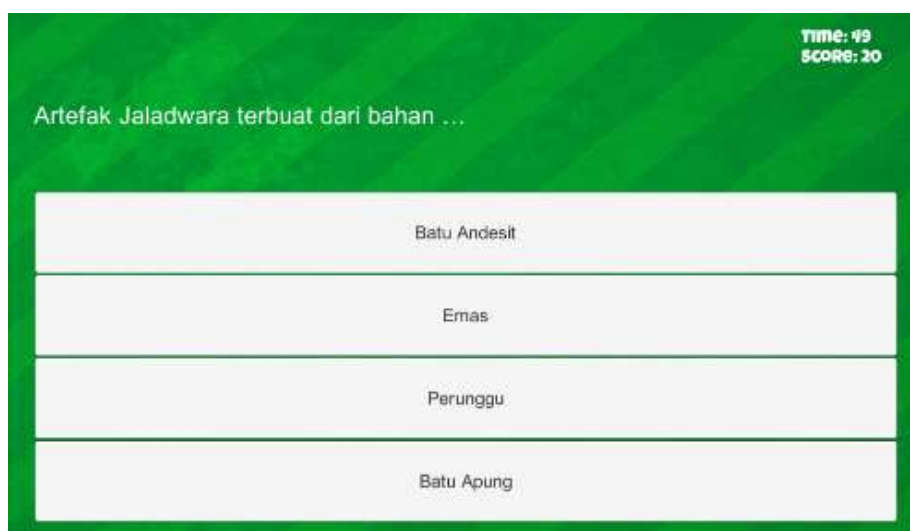 Time: 49
Score: 20
Artefak Jaladwara terbuat dari bahan ...
Batu Andesit
Emas
Perunggu
Batu Apung